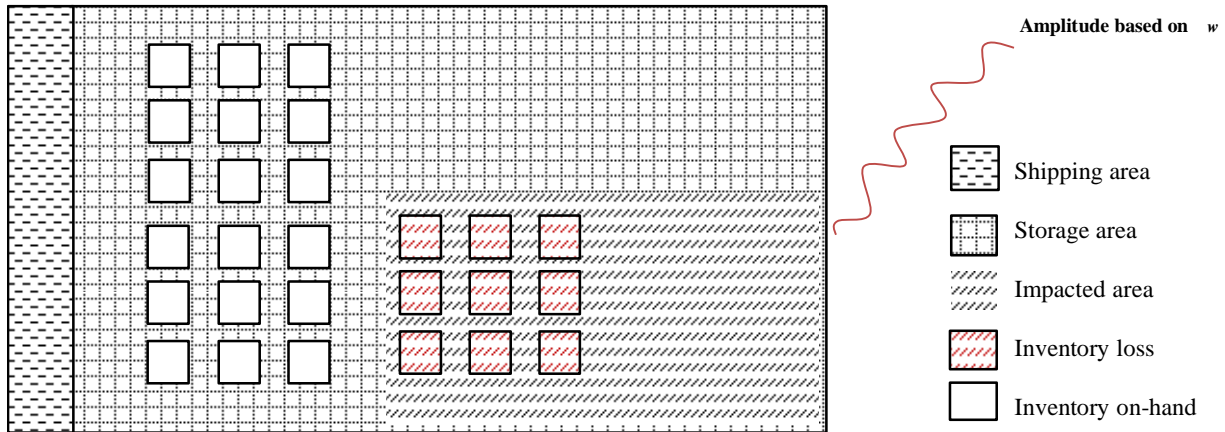 Amplitude based on w
Shipping area
Storage area
Impacted area
Inventory loss
Inventory on-hand